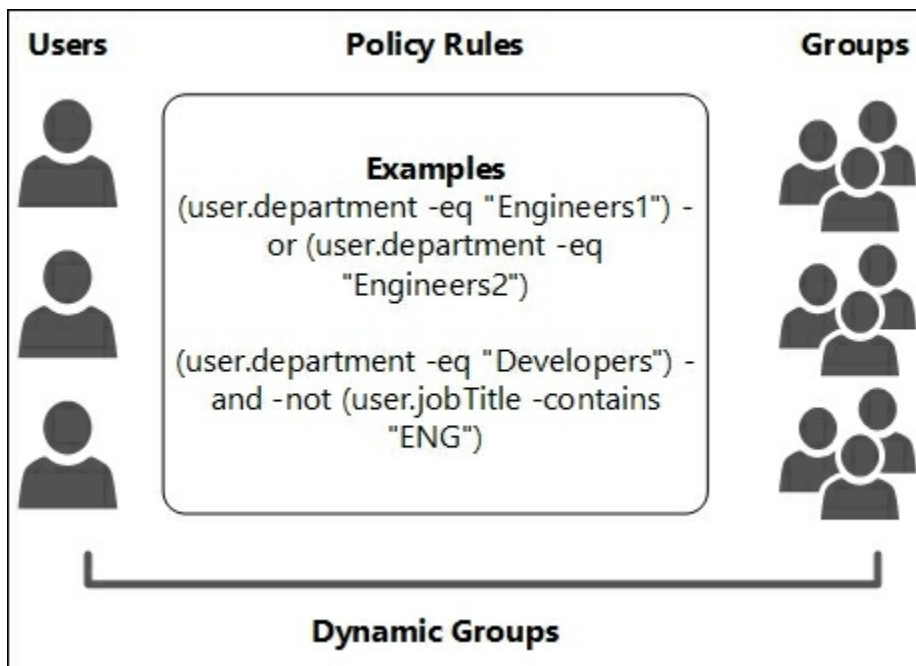 Users
Policy Rules
Groups
Examples
(user.department -eq "Engineers1") -
or (user.department -eq
"Engineers2")
(user.department -eq "Developers") -
and -not (user.jobTitle -contains
"ENG")
Dynamic Groups